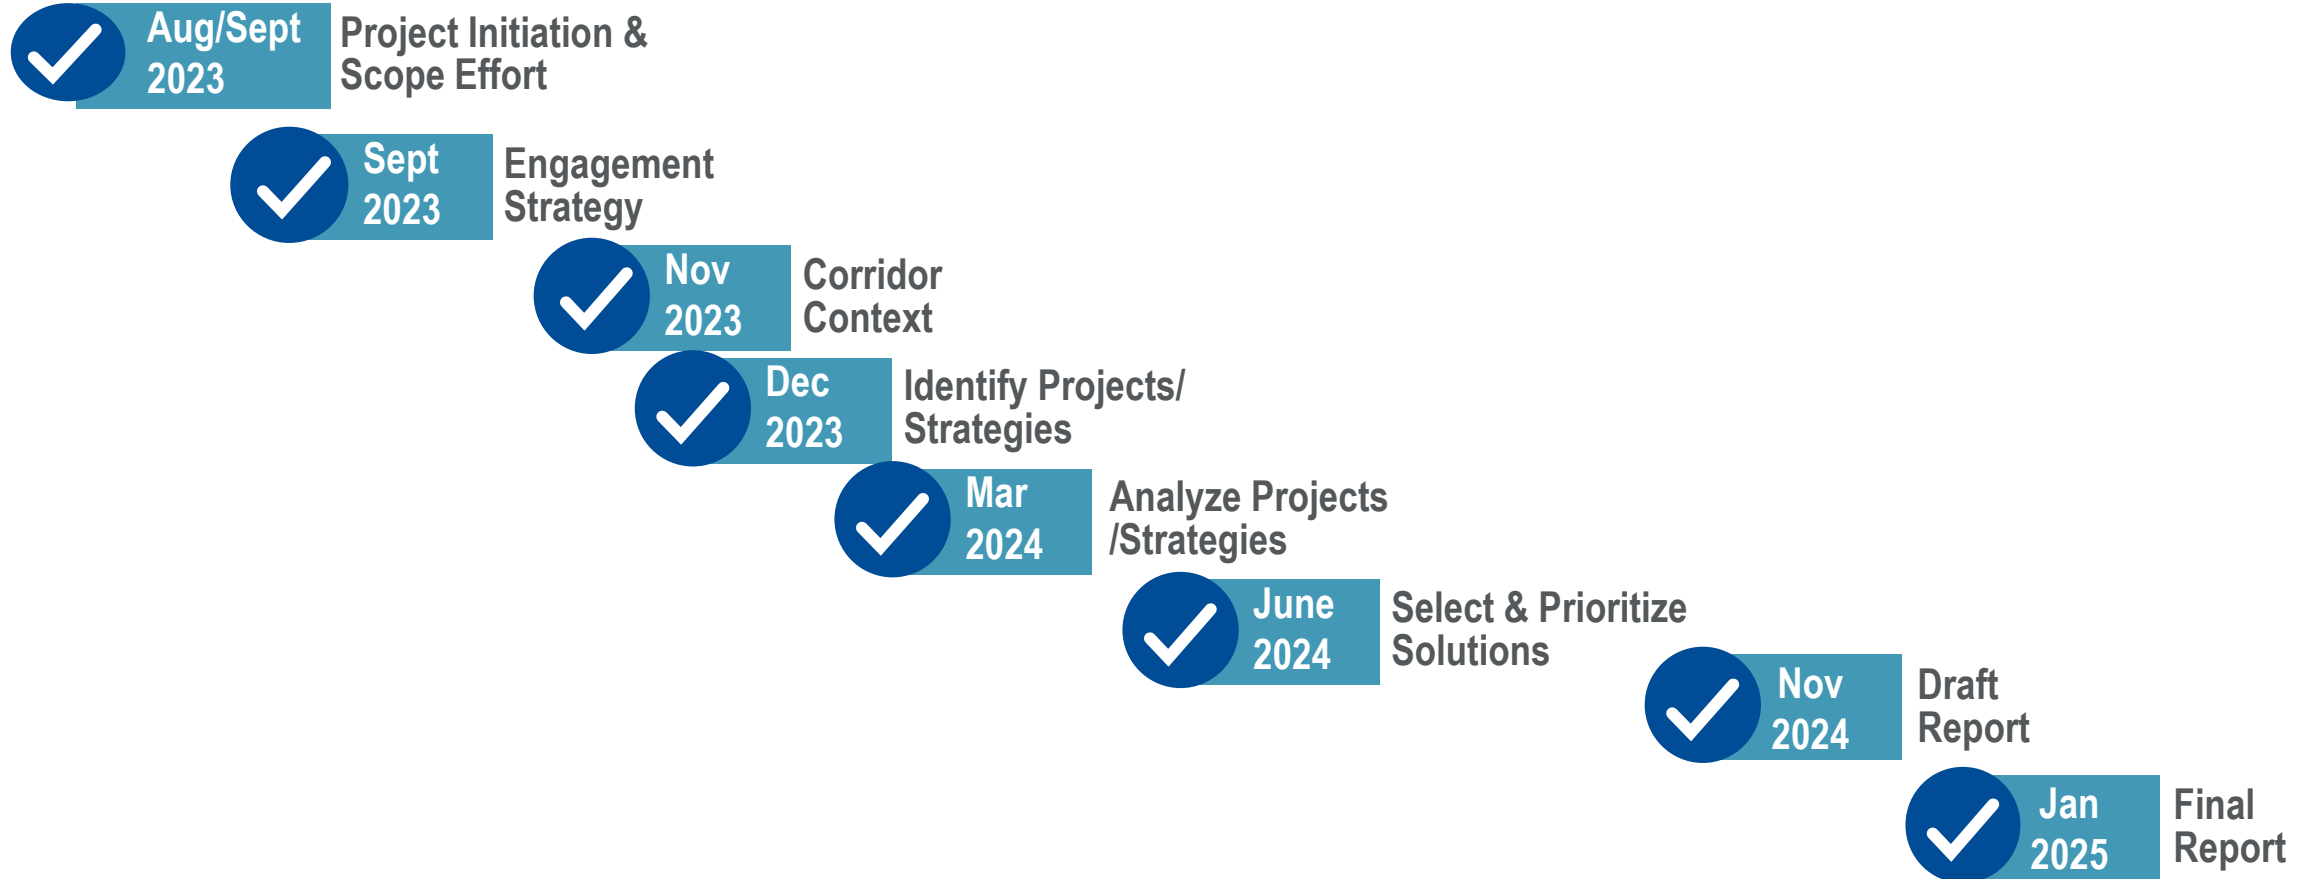 Aug/Sept
2023
Project Initiation &
Scope Effort
Sept
2023
Engagement
Strategy
Nov
2023
Corridor
Context
Dec
2023
Identify Projects/
Strategies
Mar
2024
Analyze Projects
/Strategies
June
2024
Select & Prioritize
Solutions
Nov
2024
Draft
Report
Jan
2025
Final
Report